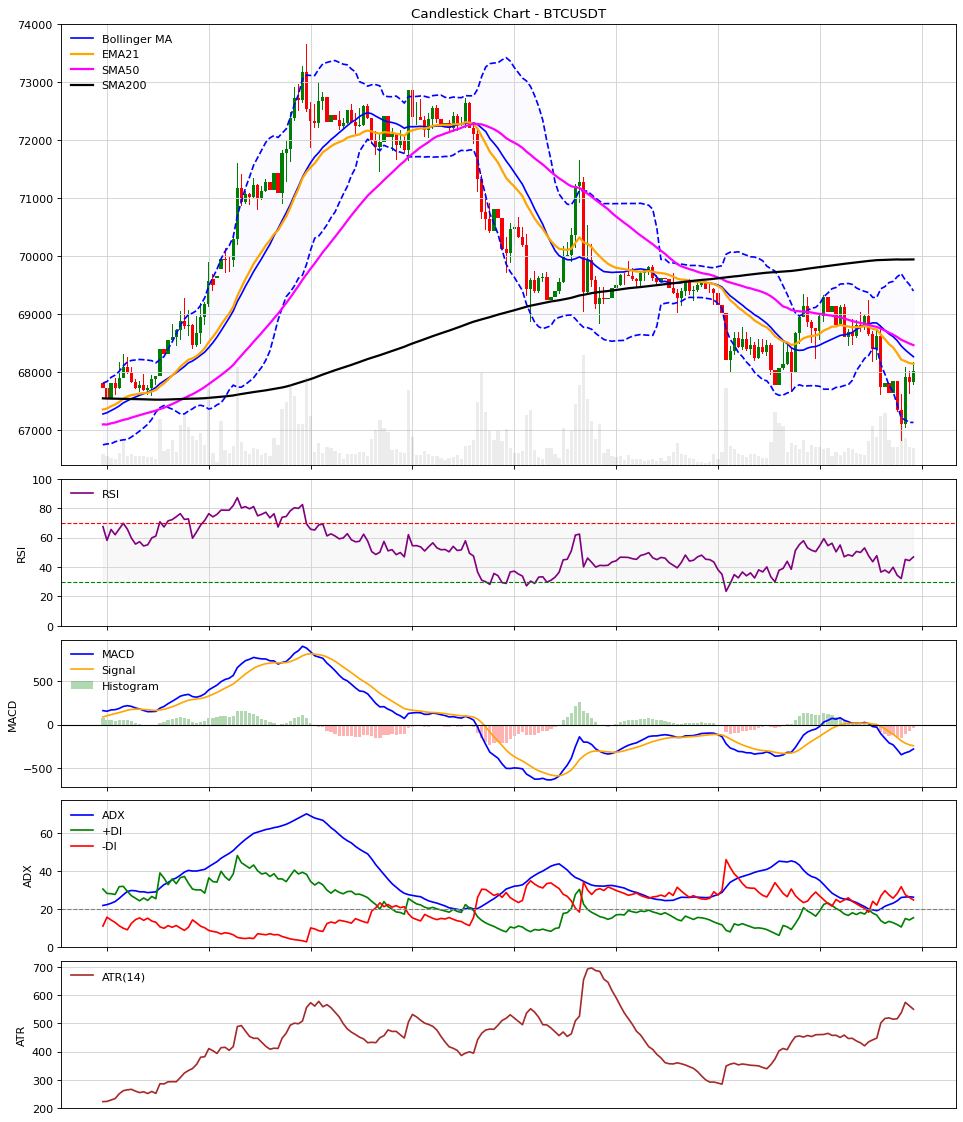 Candlestick Chart - BTCUSDT
74000
73000
72000
71000
70000
69000
68000
67000
Bollinger MA
EMA21
SMA50
SMA200
100
80
60
40
20
0
RSI
RSI
500
0
−500
MACD
MACD
Signal
Histogram
60
40
20
0
ADX
ADX
+DI
-DI
700
600
500
400
300
200
ATR
ATR(14)